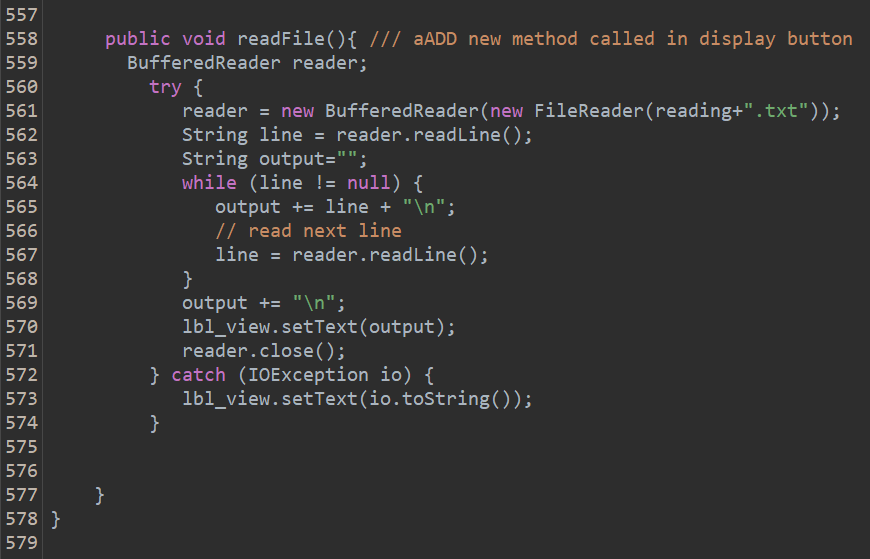 557
558 public void readFile(){ /// aADD new method called in display button
559 BufferedReader reader;
560 try {
561 reader = new BufferedReader(new FileReader(reading+".txt"));
562 String line = reader.readLine();
563 String output="";
564 while (line != null) {
565 output += line + "\n";
566 // read next line
567 line = reader.readLine();
568 }
569 output += "\n";
570 lbl_view.setText(output);
571 reader.close();
572 } catch (IOException io) {
573 lbl_view.setText(io.toString());
574 }
575
576
577 }
578 }
579